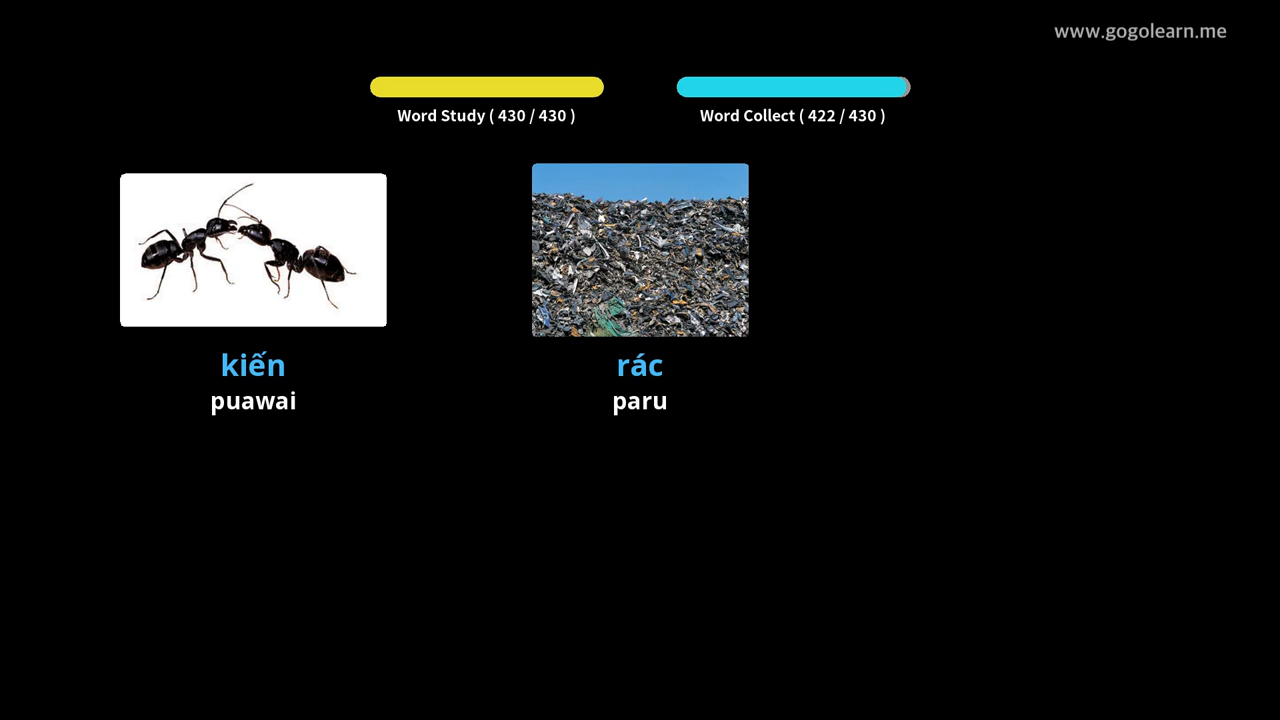 www.gogolearn.me
Word Study ( 430 / 430 )
Word Collect ( 422 / 430 )
kiến
puawai
rác
paru